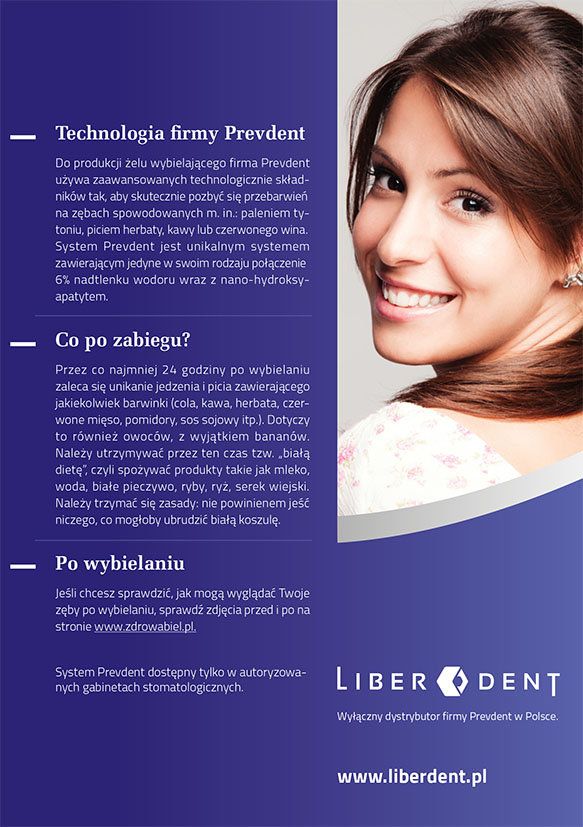 Technologia firmy Prevdent
Do produkcji żelu wybielającego firma Prevdent
używa zaawansowanych technologicznie skład-
ników tak, aby skutecznie pozbyć się przebarwień
na zębach spowodowanych m. in.: paleniem ty-
toniu, piciem herbaty, kawy lub czerwonego wina.
System Prevdent jest unikalnym systemem
zawierającym jedyne w swoim rodzaju połączenie
6% nadtlenku wodoru wraz z nano-hydroksy-
apatytem.
Co po zabiegu?
Przez co najmniej 24 godziny po wybielaniu
zaleca się unikanie jedzenia i picia zawierającego
jakiekolwiek barwinki (cola, kawa, herbata, czer-
wone mięso, pomidory, sos sojowy itp.). Dotyczy
to również owoców, z wyjątkiem bananów.
Należy utrzymywać przez ten czas tzw. „białą
dietę”, czyli spożywać produkty takie jak mleko,
woda, białe pieczywo, ryby, ryż, serek wiejski.
Należy trzymać się zasady: nie powinienem jeść
niczego, co mogłoby ubrudzić białą koszulę.
Po wybielaniu
Jeśli chcesz sprawdzić, jak mogą wyglądać Twoje
zęby po wybielaniu, sprawdź zdjęcia przed i po na
stronie www.zdrowabiel.pl.
System Prevdent dostępny tylko w autoryzowa-
nych gabinetach stomatologicznych.
LIBER DENT
Wyłączny dystrybutor firmy Prevdent w Polsce.
www.liberdent.pl